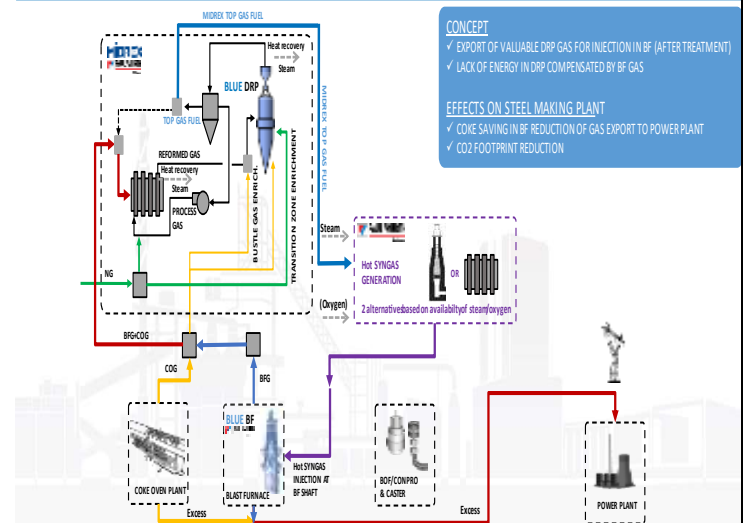 MIDREX TOP GAS FUEL
CONCEPT
✓ EXPORT OF VALUABLE DRP GAS FOR INJECTION IN BF (AFTER TREATMENT)
✓ LACK OF ENERGY IN DRP COMPENSATED BY BF GAS
EFFECTS ON STEEL MAKING PLANT
✓ COKE SAVING IN BF REDUCTION OF GAS EXPORT TO POWER PLANT
✓ CO2 FOOTPRINT REDUCTION
Heat recovery
Steam
BLUE DRP
TOP GAS FUEL
MIDREX TOP GAS FUEL
REFORMED GAS
Heat recovery
Steam
PROCESS
GAS
BUSTLE GAS ENRICH.
TRANSITION ZONE ENRICHMENT
NG
Steam
Hot SYNGAS
GENERATION
OR
(Oxygen)
2 alternatives based on availabilty of steam/oxygen
BFG+COG
COG
BFG
BLUE BF
COKE OVEN PLANT
BLAST FURNACE
Hot SYNGAS
INJECTION AT
BF SHAFT
BOF/CONPRO
& CASTER
POWER PLANT
Excess
Excess